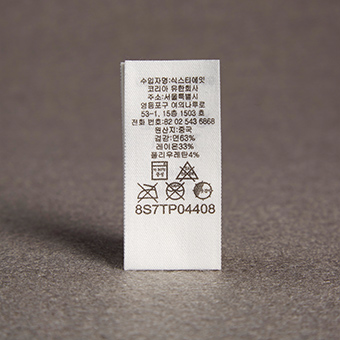 수입자명:식스티에잇
코리아 유한회사
주소:서울특별시
영등포구 여의나루로
53-1, 15층 1503 호
전화 번호:82 02 543 6868
원산지:중국
겉감:면63%
레이온33%
폴리우레탄4%
8S7TP04408